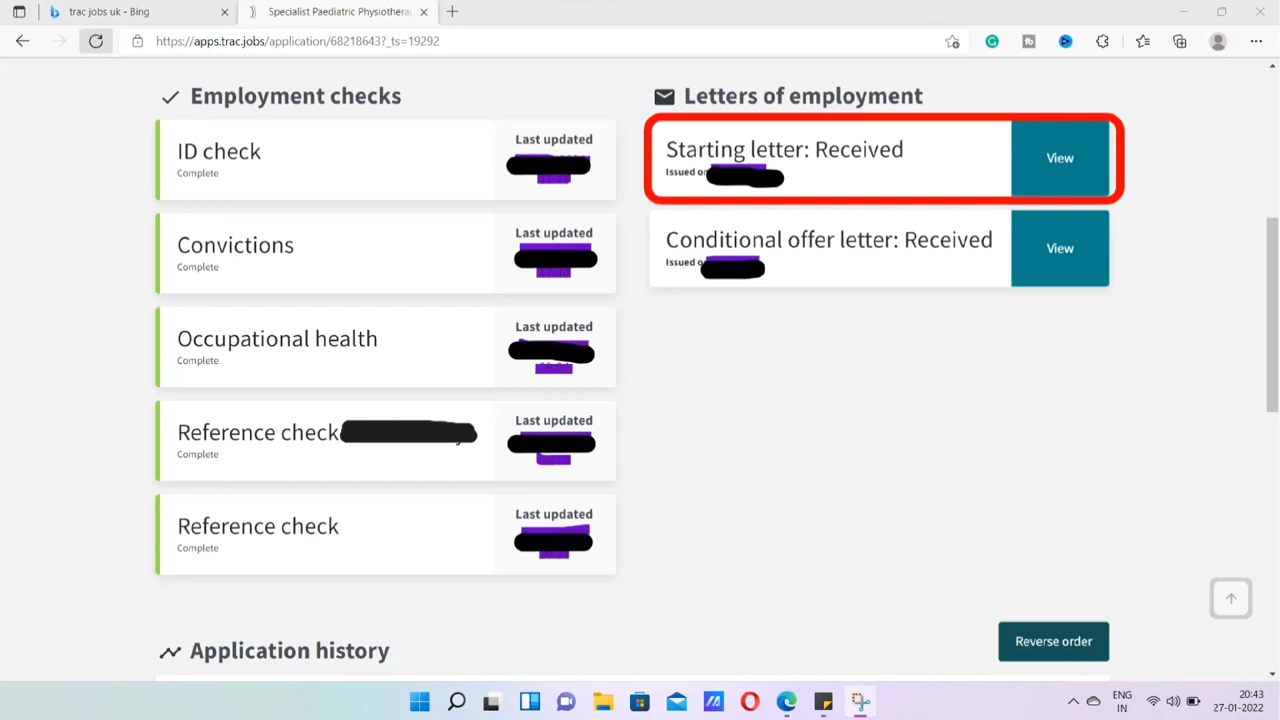 trac jobs uk - Bing
Specialist Paediatric Physiothera
https://apps.trac.jobs/application/68218643?_ts=19292
Employment checks
ID check
Complete
Last updated
Convictions
Complete
Last updated
Occupational health
Complete
Last updated
Reference check
Complete
Last updated
Reference check
Complete
Last updated
Letters of employment
Starting letter: Received
Issued on
View
Conditional offer letter: Received
Issued
View
Application history
Reverse order
ENG
IN
20:43
27-01-2022